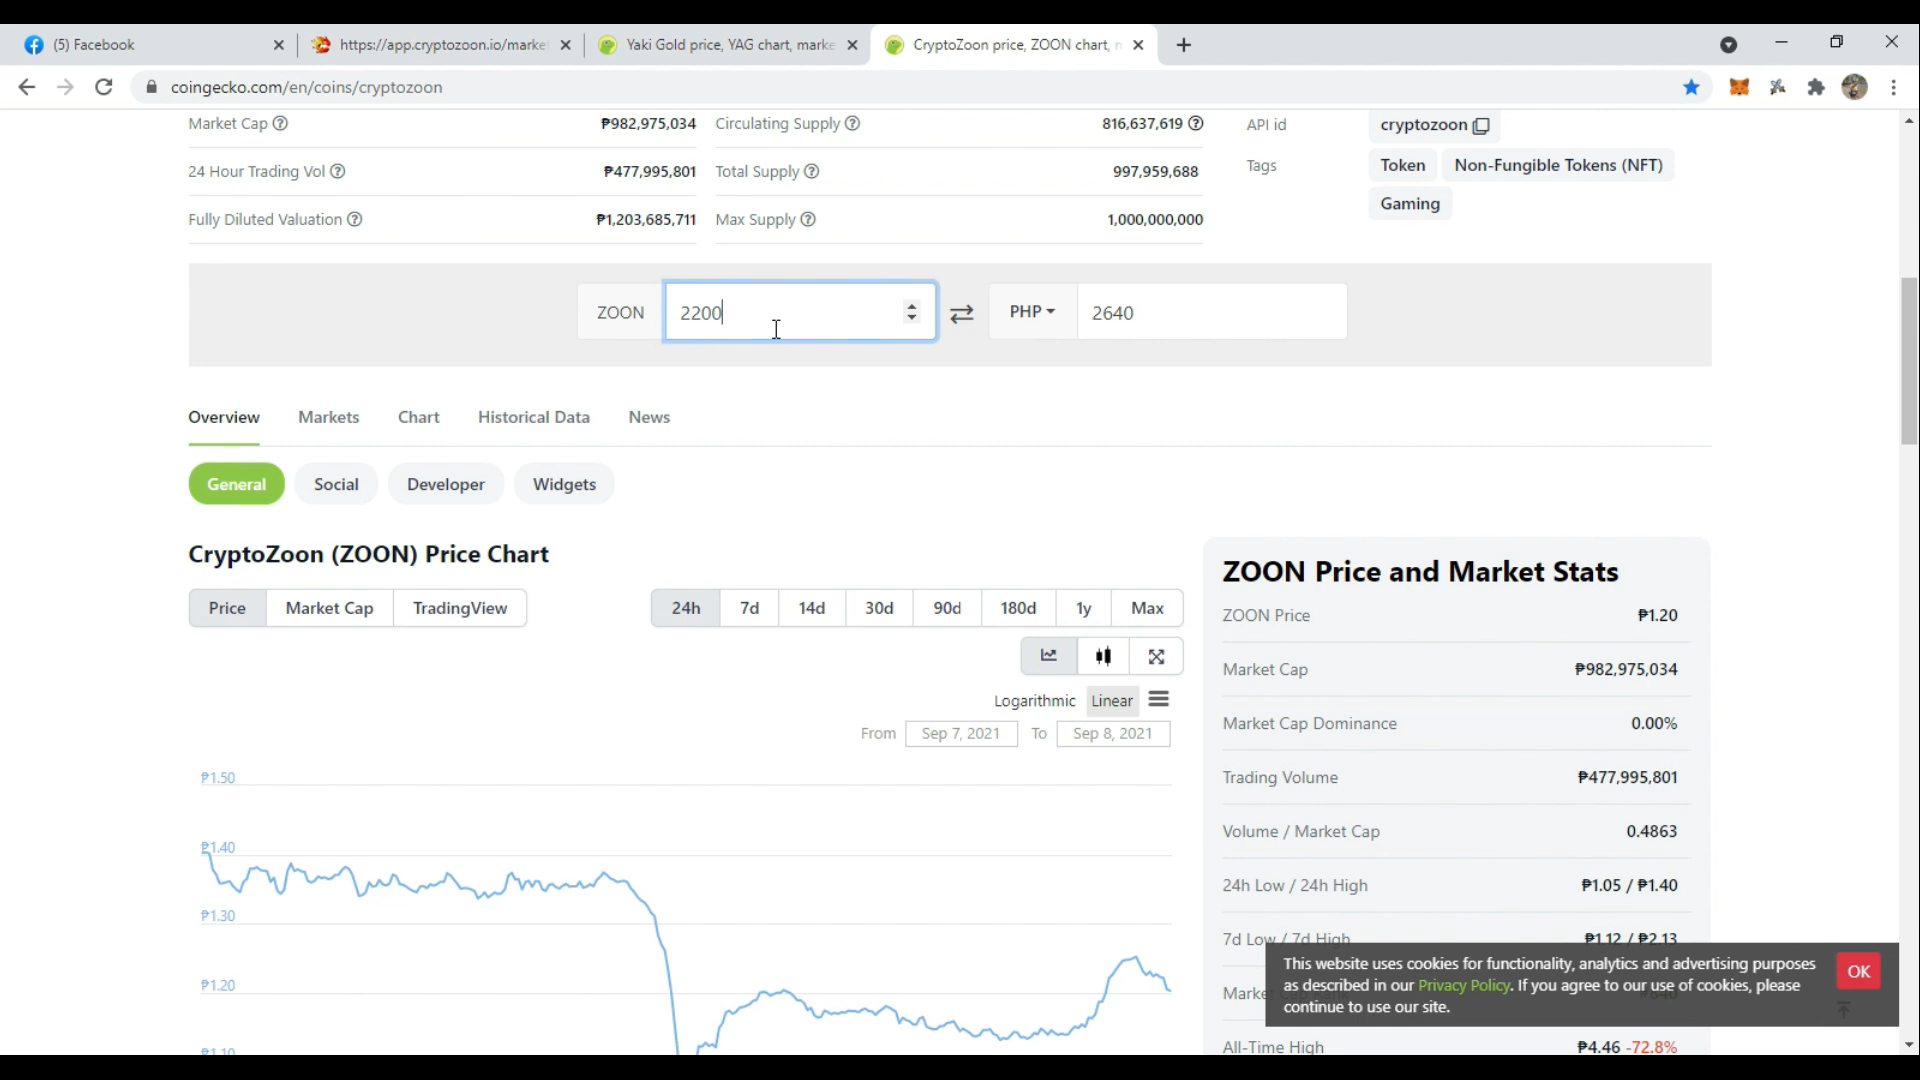 (5) Facebook
https://app.cryptozoon.io/marke
Yaki Gold price, YAG chart, marke
CryptoZoon price, ZOON chart,
coingecko.com/en/coins/cryptozoon
Market Cap ₱982,975,034 Circulating Supply 816,637,619 API id cryptozoon
24 Hour Trading Vol ₱477,995,801 Total Supply 997,959,688 Tags Token Non-Fungible Tokens (NFT)
Fully Diluted Valuation ₱1,203,685,711 Max Supply 1,000,000,000 Gaming
ZOON 2200 PHP 2640
Overview Markets Chart Historical Data News
General Social Developer Widgets
CryptoZoon (ZOON) Price Chart
Price Market Cap TradingView 24h 7d 14d 30d 90d 180d 1y Max
Logarithmic Linear
From Sep 7, 2021 To Sep 8, 2021
₱1.50
₱1.40
₱1.30
₱1.20
₱1.10
ZOON Price and Market Stats
ZOON Price ₱1.20
Market Cap ₱982,975,034
Market Cap Dominance 0.00%
Trading Volume ₱477,995,801
Volume / Market Cap 0.4863
24h Low / 24h High ₱1.05 / ₱1.40
7d Low / 7d High ₱1.12 / ₱2.13
This website uses cookies for functionality, analytics and advertising purposes
as described in our Privacy Policy. If you agree to our use of cookies, please
continue to use our site.
OK
All-Time High ₱4.46 -72.8%